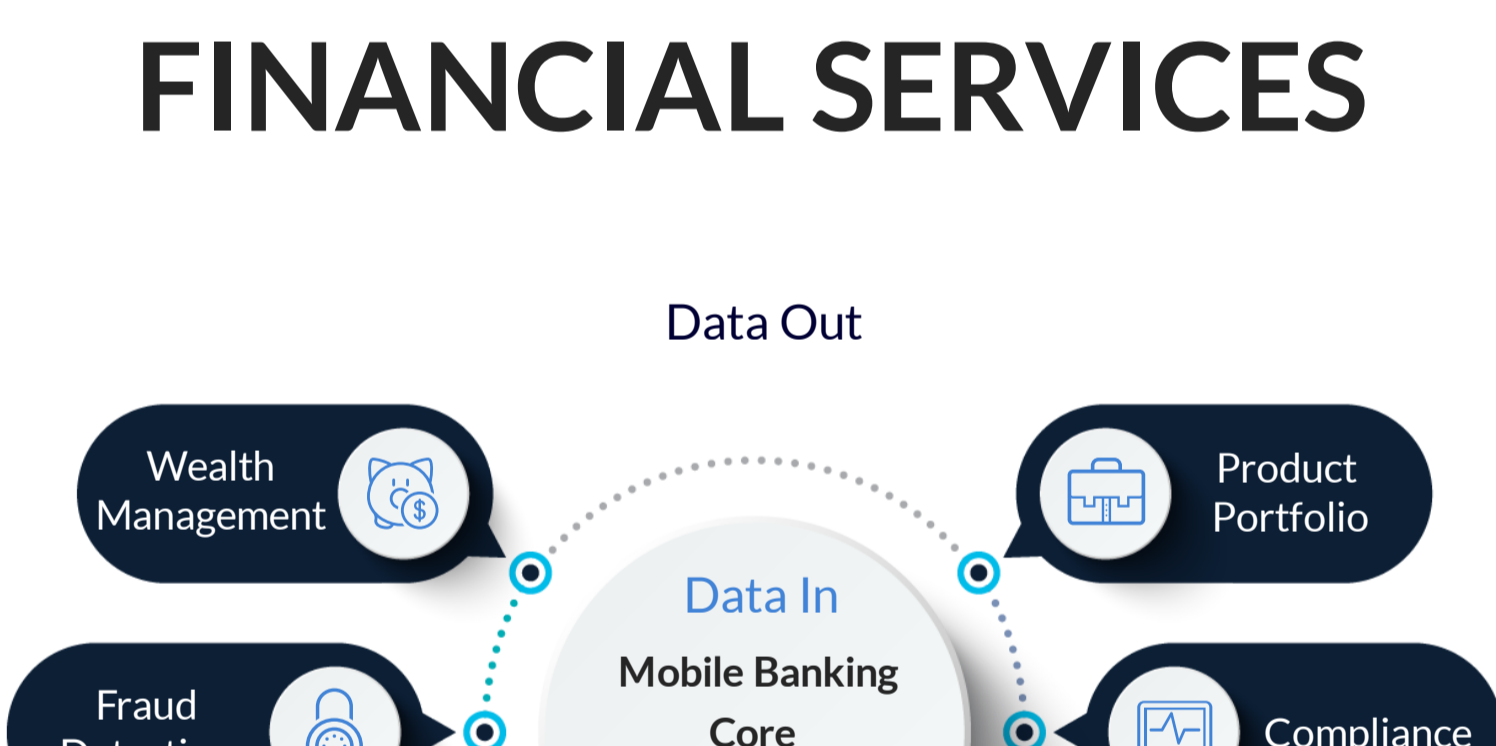 FINANCIAL SERVICES
Data Out
Wealth
Management
Product
Portfolio
Data In
Mobile Banking
Core
Fraud
Compliance